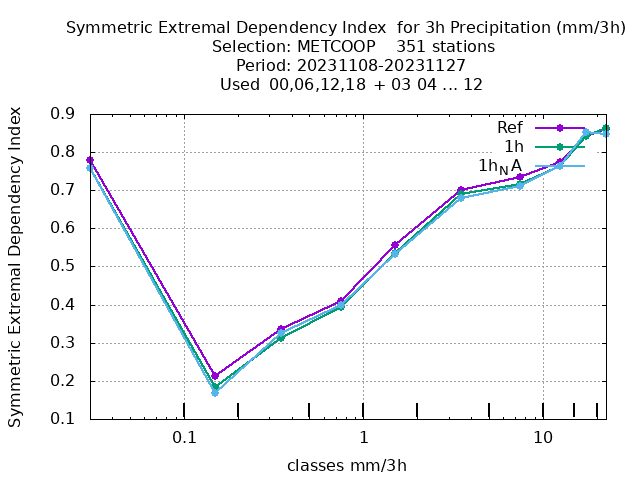 Symmetric Extremal Dependency Index  for 3h Precipitation (mm/3h)
Selection: METCOOP    351 stations
Period: 20231108-20231127
Used  00,06,12,18  + 03 04 ... 12
Symmetric Extremal Dependency Index
0.9
0.8
0.7
0.6
0.5
0.4
0.3
0.2
0.1
Ref
1h
1hNA
0.1
1
10
classes mm/3h